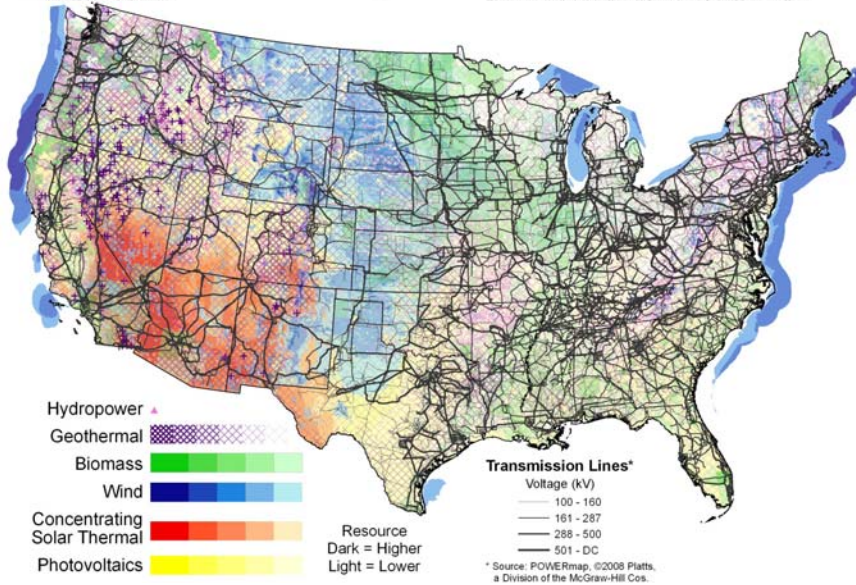 Hydropower
Geothermal
Biomass
Wind
Concentrating
Solar Thermal
Photovoltaics
Resource
Dark = Higher
Light = Lower
Transmission Lines*
Voltage (kV)
100 - 160
161 - 287
288 - 500
501 - DC
* Source: POWERmap, ©2008 Platts,
a Division of the McGraw-Hill Cos.